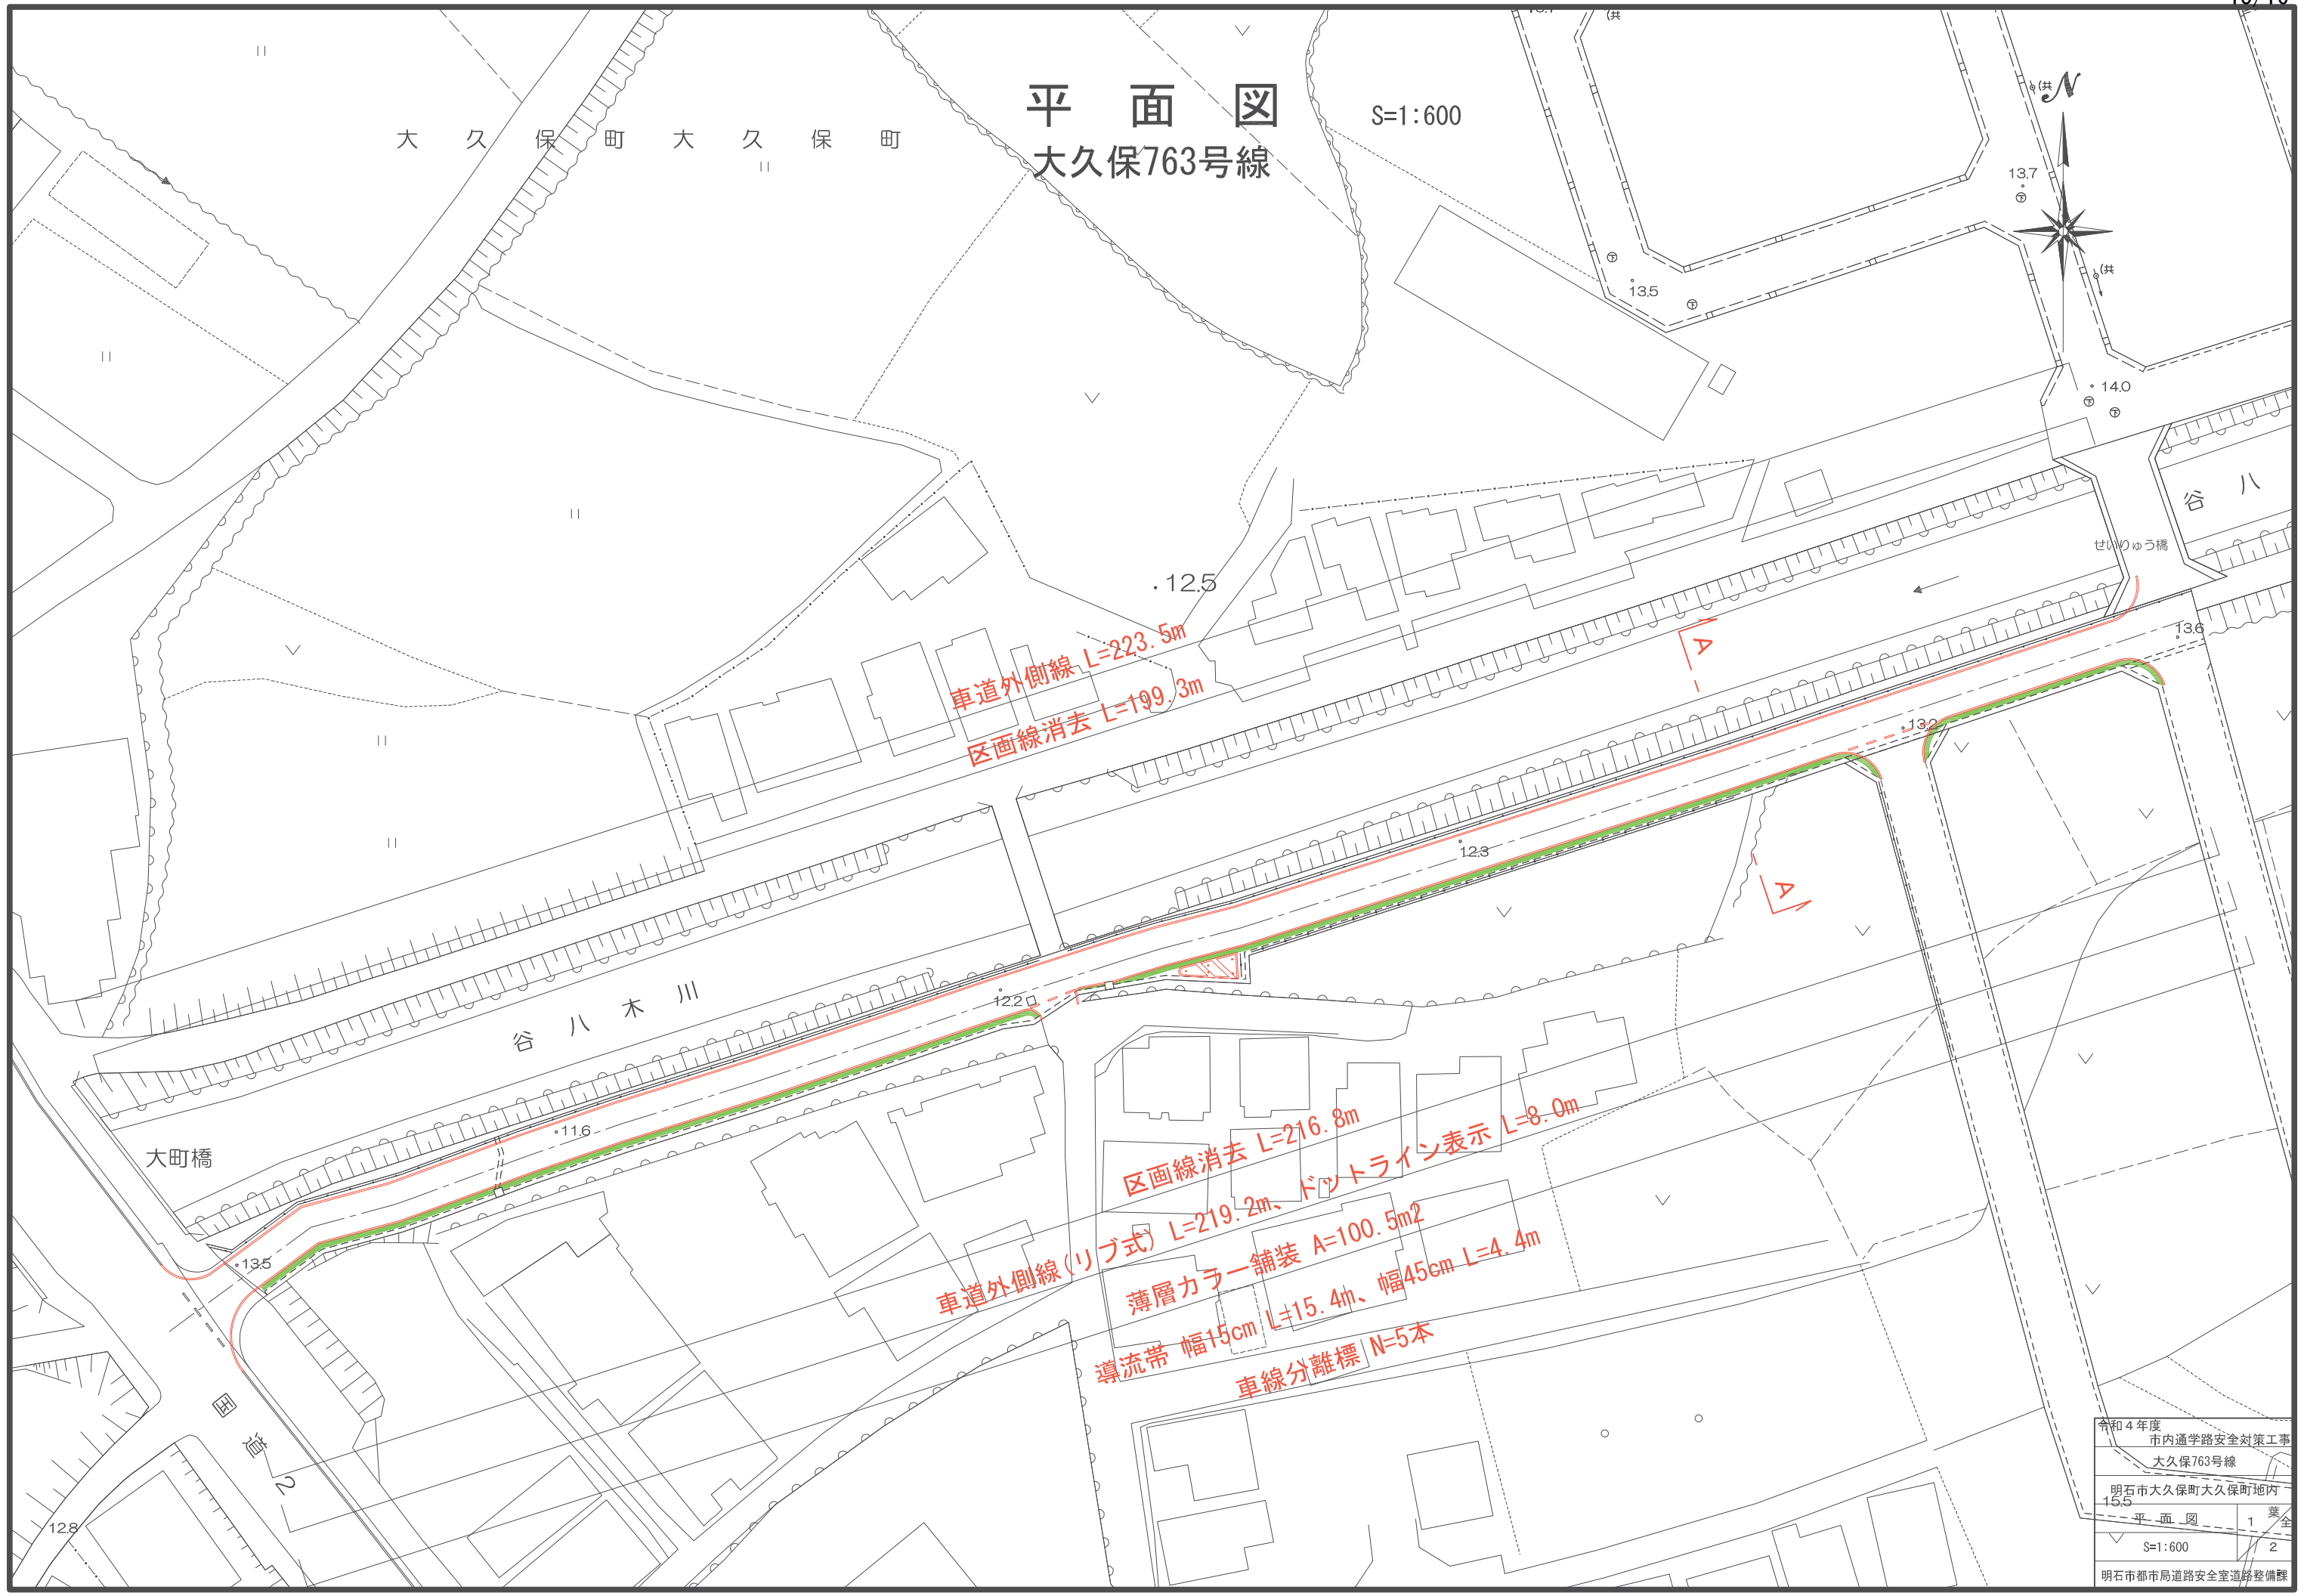 平面図
S=1:600
大久保763号線
大久保町大久保町
N
(共
(共
(共
13.7
13.5
14.0
谷八
せいりゅう橋
12.5
車道外側線 L=223.5m
区画線消去 L=199.3m
A
13.6
13.2
12.3
A
12.2
谷八木川
11.6
大町橋
13.5
区画線消去 L=216.8m
車道外側線(リブ式) L=219.2m、ドットライン表示 L=8.0m
薄層カラー舗装 A=100.5m2
導流帯 幅15cm L=15.4m、幅45cm L=4.4m
車線分離標 N=5本
国道2
12.8
令和4年度
市内通学路安全対策工事
大久保763号線
明石市大久保町大久保町地内
15.5
平面図
1
葉
全
S=1:600
2
明石市都市局道路安全室道路整備課